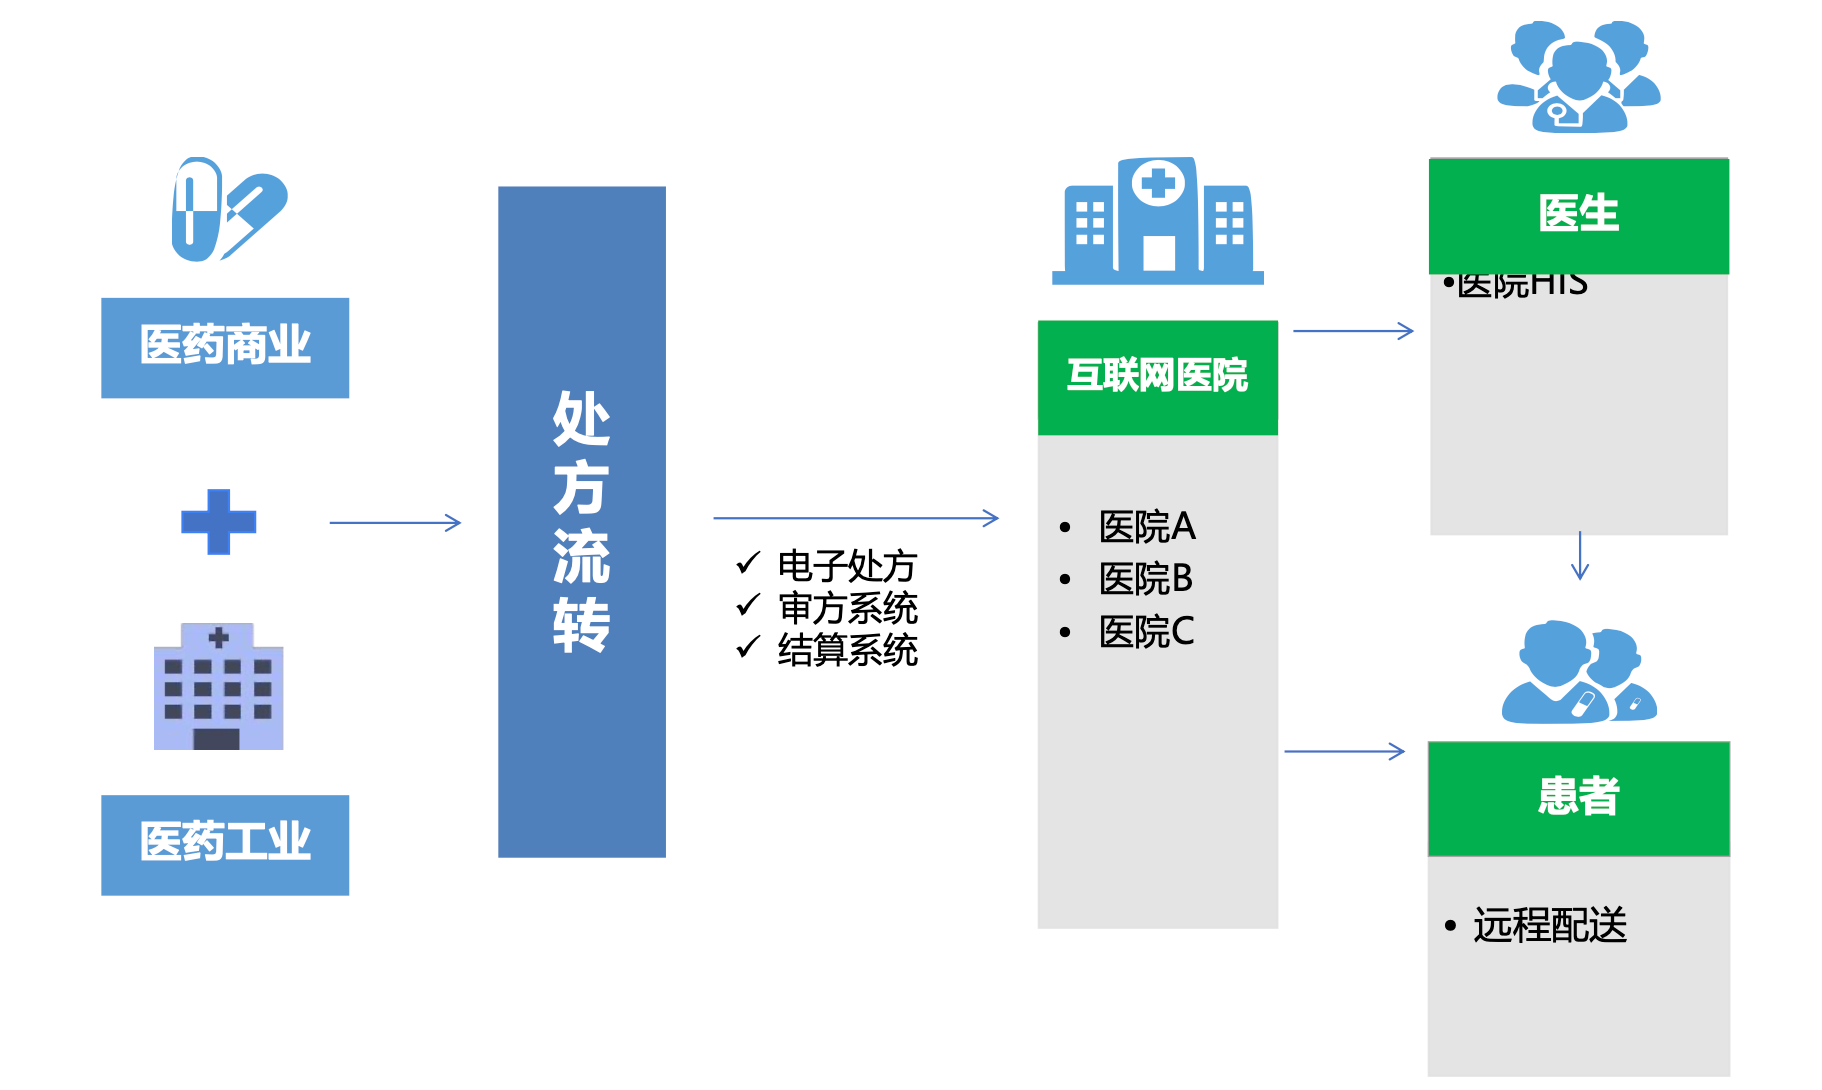 医药商业
医药工业
处方流转
✓ 电子处方
✓ 审方系统
✓ 结算系统
互联网医院
• 医院A
• 医院B
• 医院C
医生
•医院HIS
患者
• 远程配送